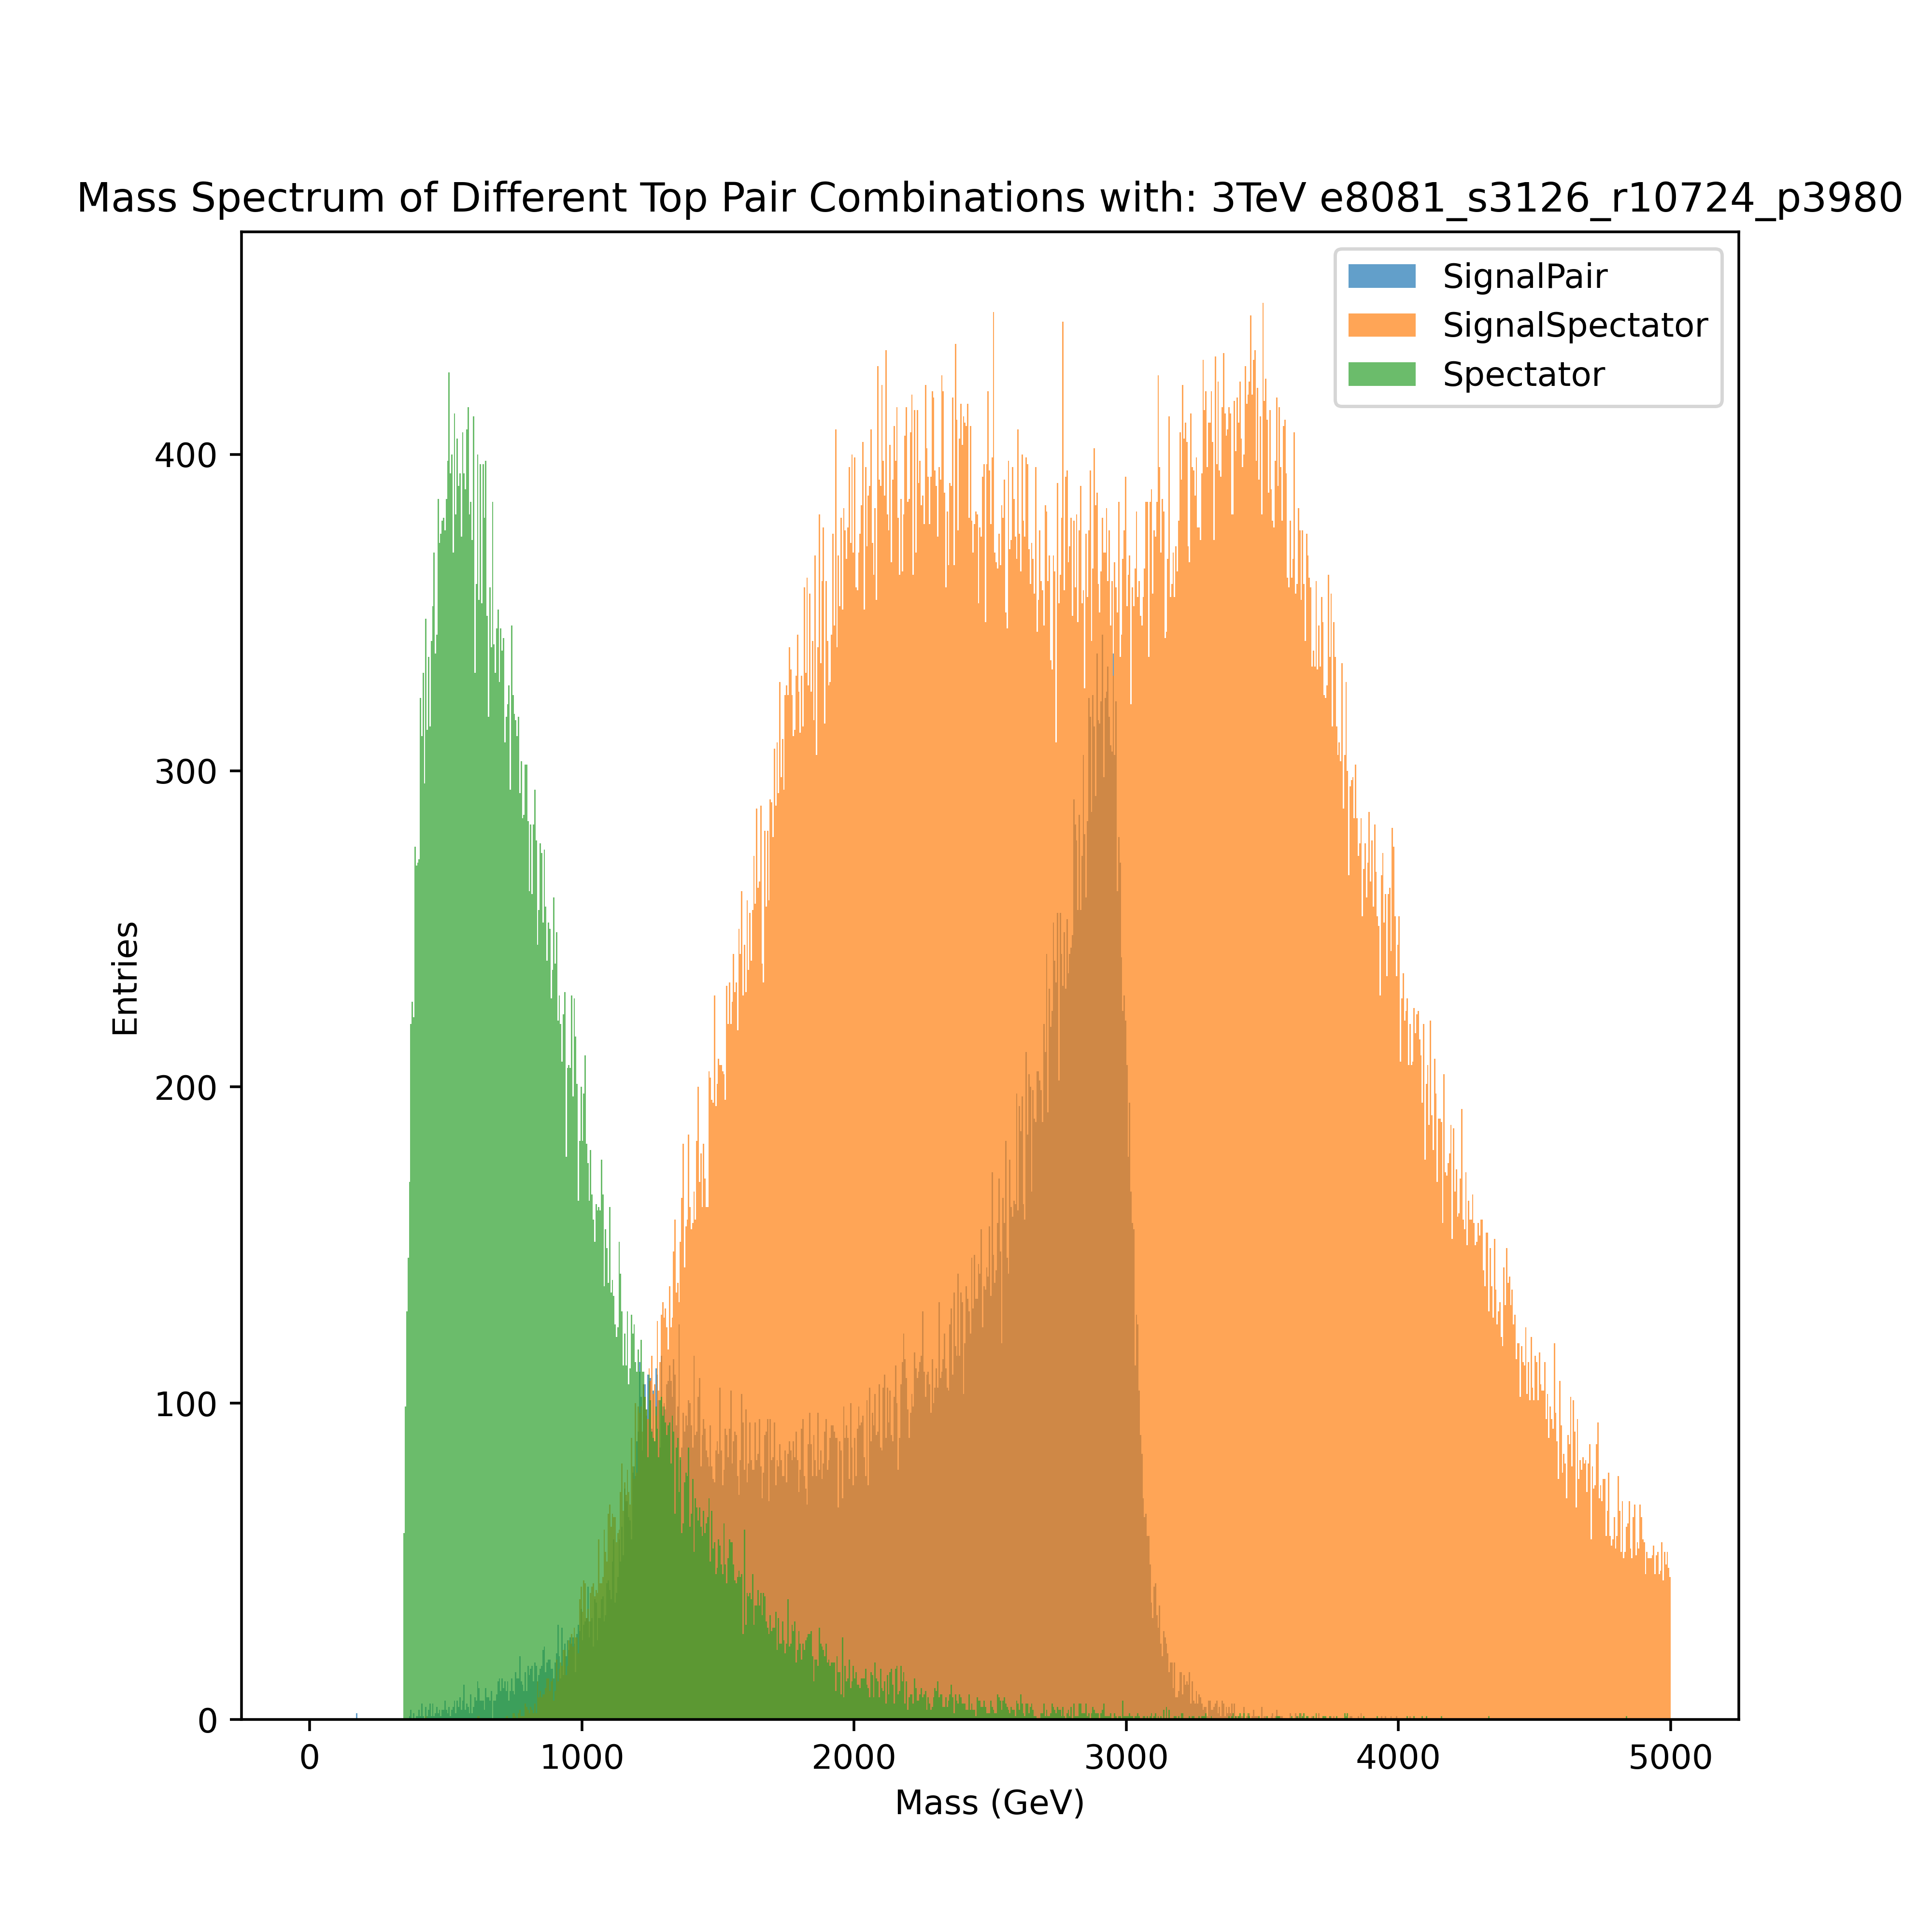 Mass Spectrum of Different Top Pair Combinations with: 3TeV e8081_s3126_r10724_p3980
SignalPair
SignalSpectator
Spectator
400
300
200
100
0
Entries
0 1000 2000 3000 4000 5000
Mass (GeV)